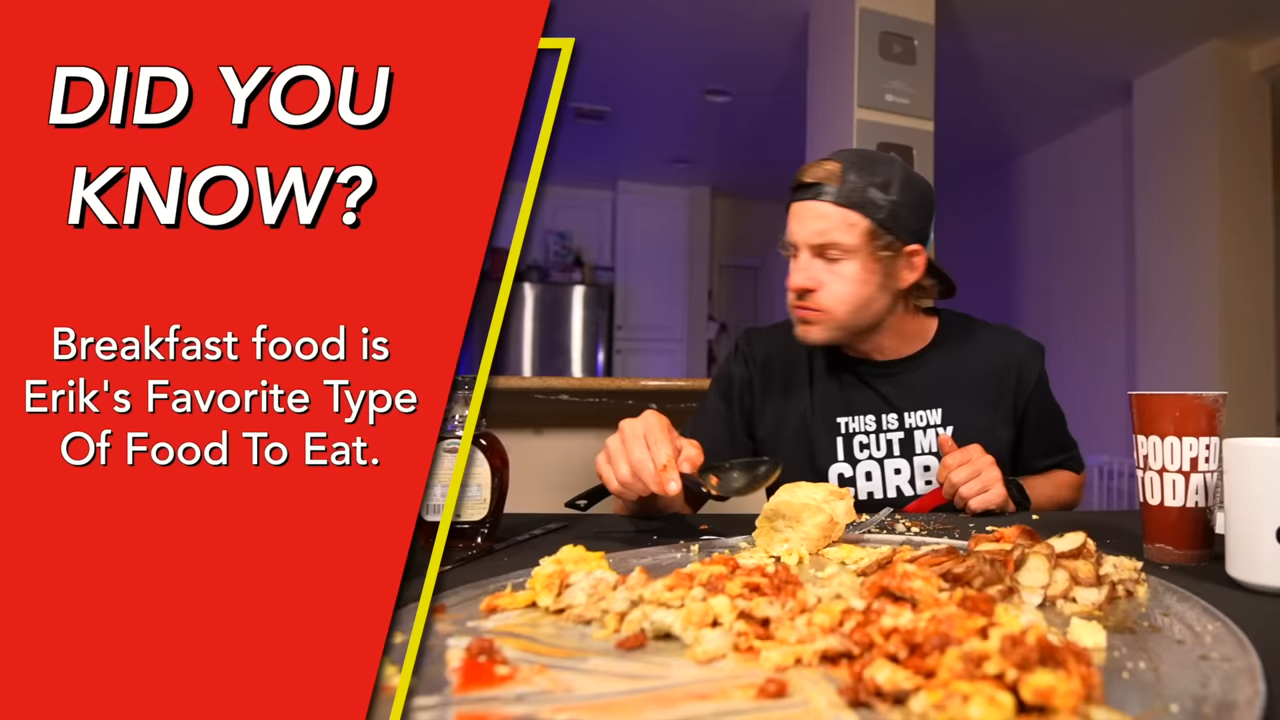 DID YOU
KNOW?
Breakfast food is
Erik's Favorite Type
Of Food To Eat.
THIS IS HOW
I CUT MY
CARB
I POOPED
TODAY